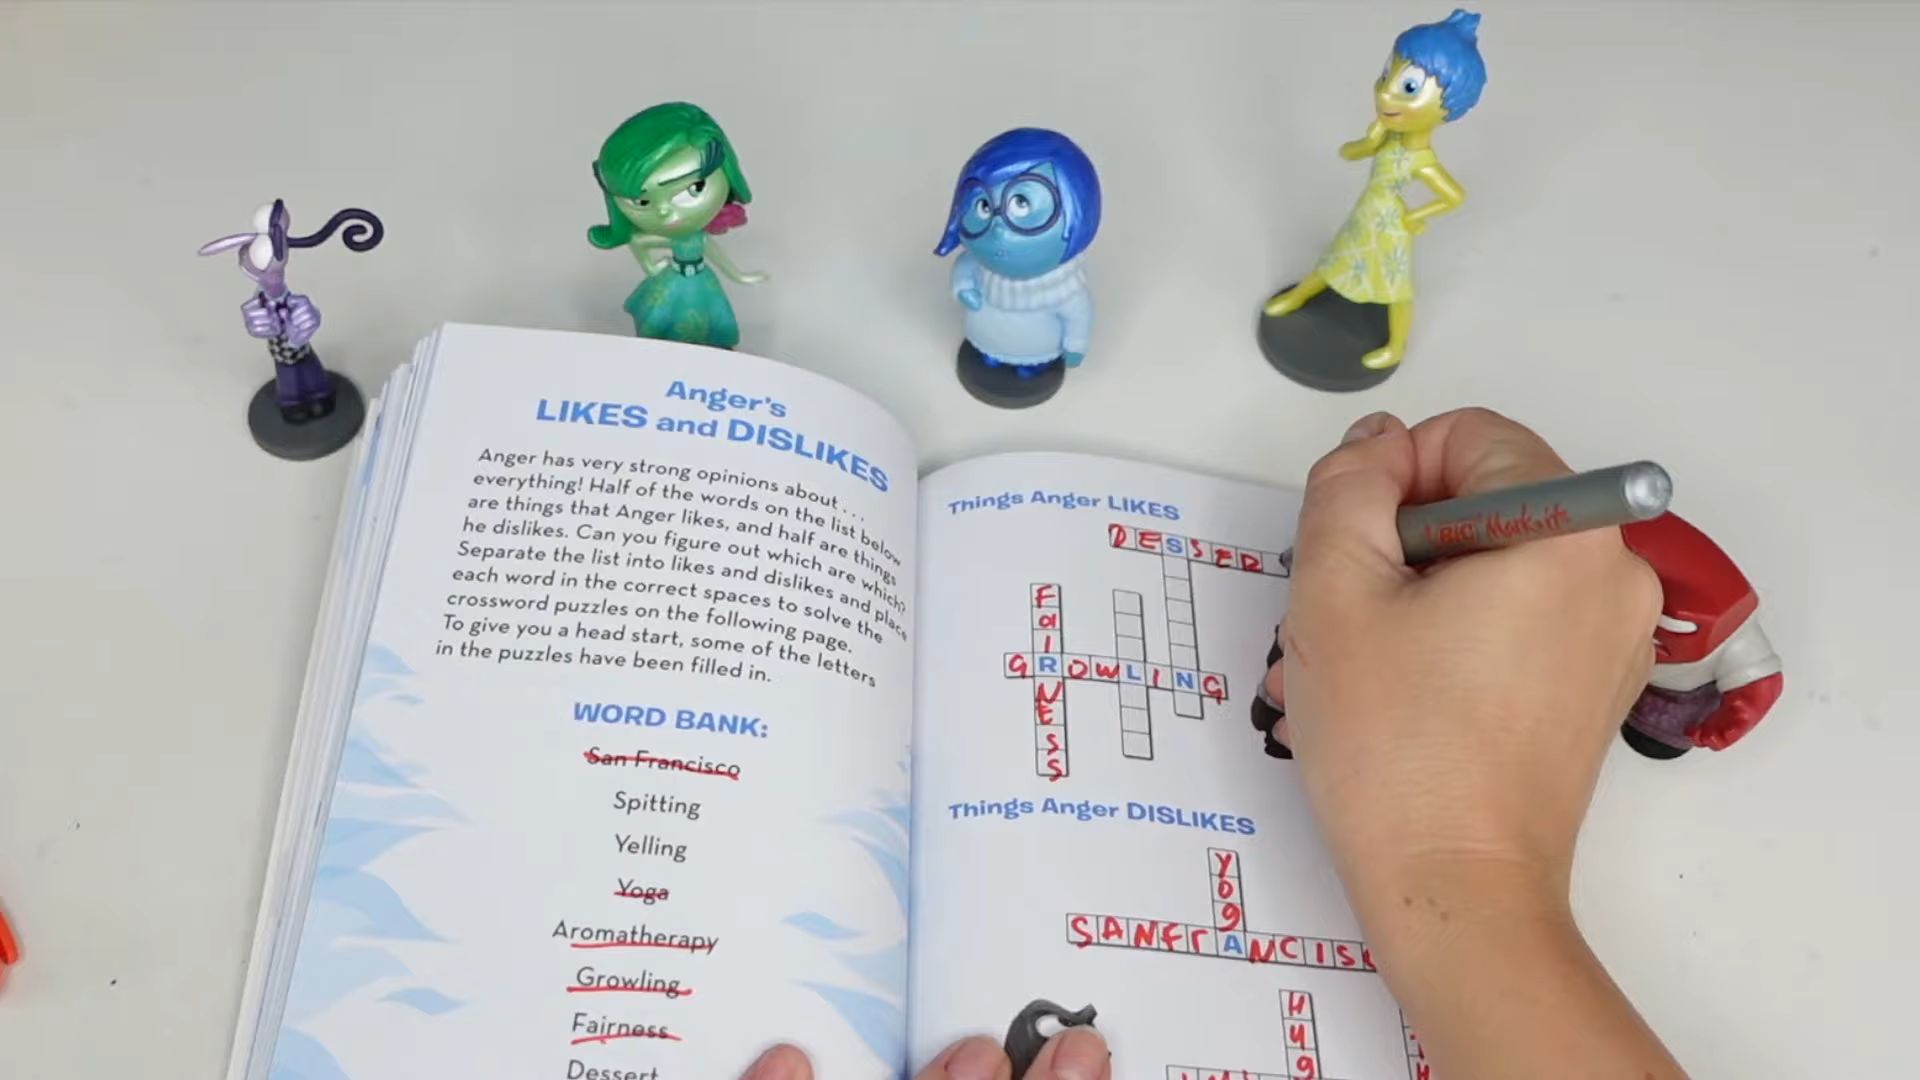 Anger's
LIKES and DISLIKES
Anger has very strong opinions about . . .
everything! Half of the words on the list below
are things that Anger likes, and half are things
he dislikes. Can you figure out which are which?
Separate the list into likes and dislikes and place
each word in the correct spaces to solve the
crossword puzzles on the following page.
To give you a head start, some of the letters
in the puzzles have been filled in.
WORD BANK:
San Francisco
Spitting
Yelling
Yoga
Aromatherapy
Growling
Fairness
Dessert
Things Anger LIKES
DESSER
FaIRNESS
GROWLING
Things Anger DISLIKES
YOgA
SANFrANCIS
Hug
BIC Mark-it